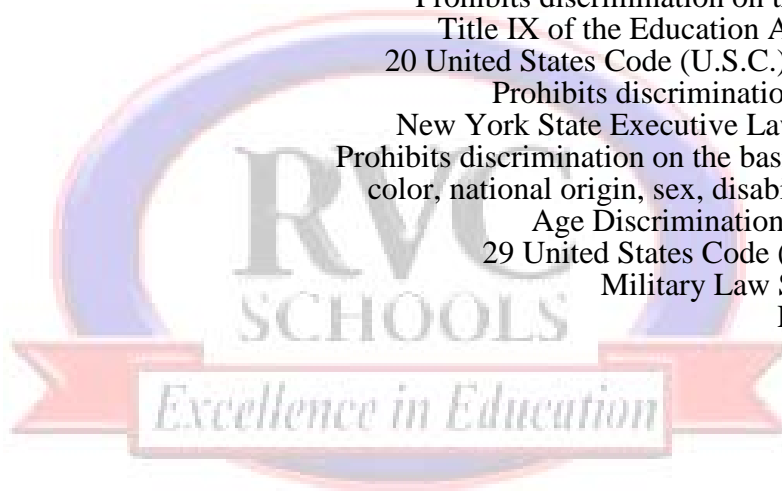 Prohibits discrimination on t
Title IX of the Education A
20 United States Code (U.S.C.)
Prohibits discriminatio
New York State Executive La
Prohibits discrimination on the bas
color, national origin, sex, disab
Age Discrimination
29 United States Code (
Military Law S
RVC
SCHOOLS
Excellence in Education